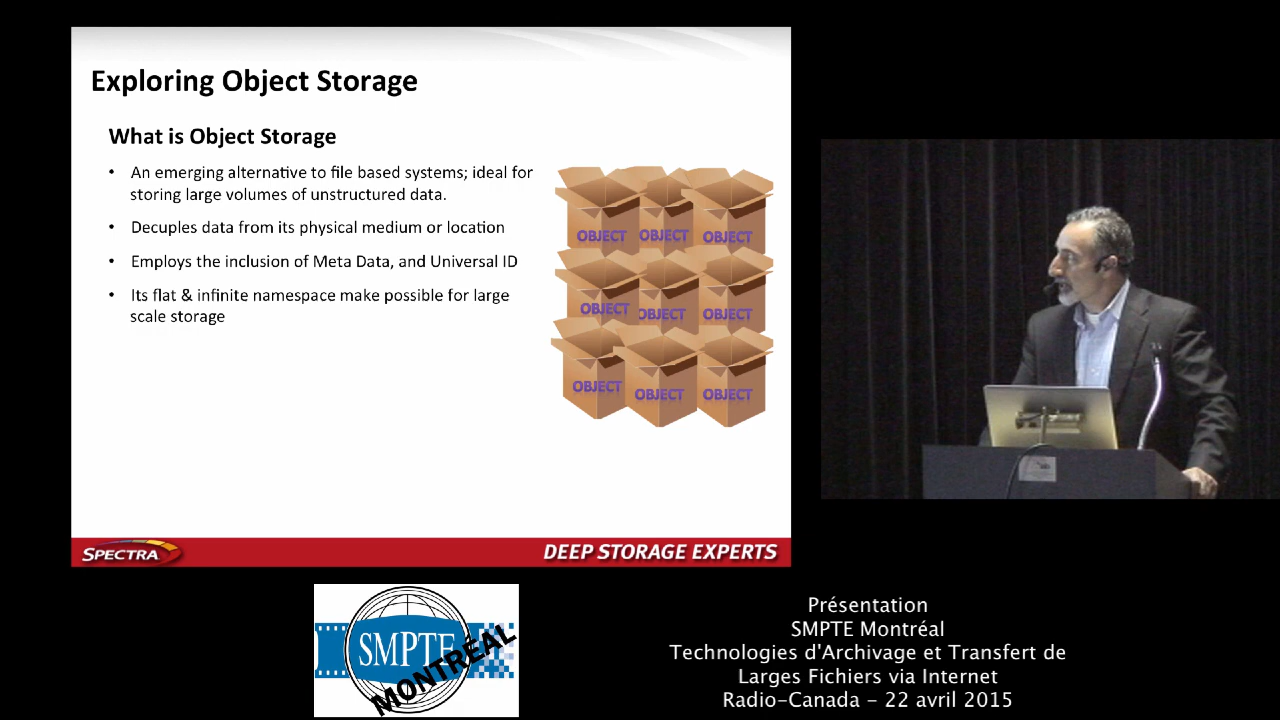 Exploring Object Storage
What is Object Storage
• An emerging alternative to file based systems; ideal for
storing large volumes of unstructured data.
• Decuples data from its physical medium or location
• Employs the inclusion of Meta Data, and Universal ID
• Its flat & infinite namespace make possible for large
scale storage
OBJECT OBJECT OBJECT
OBJECT OBJECT OBJECT
OBJECT OBJECT OBJECT
SPECTRA
DEEP STORAGE EXPERTS
SMPTE
MONTRÉAL
Présentation
SMPTE Montréal
Technologies d'Archivage et Transfert de
Larges Fichiers via Internet
Radio-Canada - 22 avril 2015